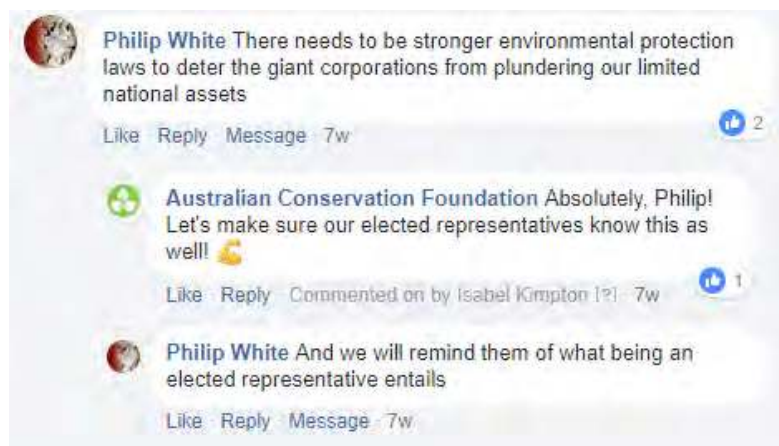 Philip White There needs to be stronger environmental protection
laws to deter the giant corporations from plundering our limited
national assets
2
Like Reply Message · 7w
Australian Conservation Foundation Absolutely, Philip!
Let's make sure our elected representatives know this as
well! 💪
1
Like · Reply · Commented on by Isabel Kimpton [?] · 7w
Philip White And we will remind them of what being an
elected representative entails
Like · Reply · Message · 7w